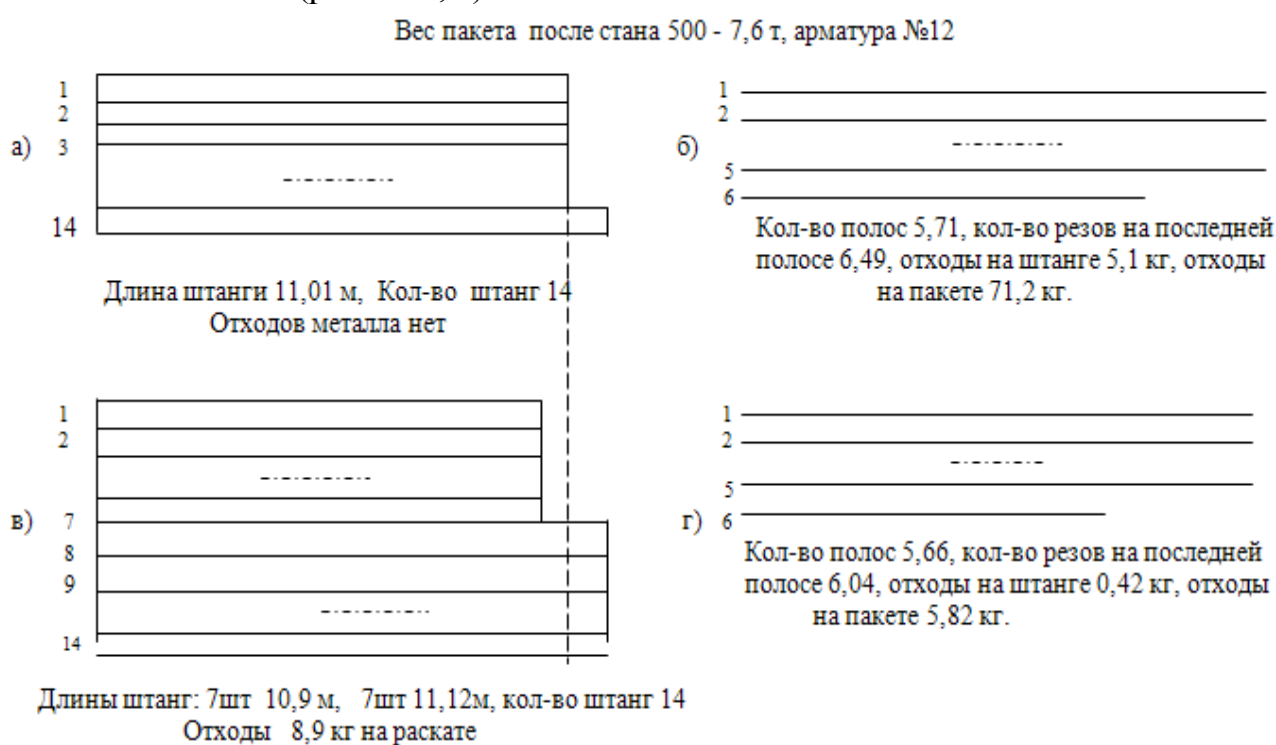 Вес пакета после стана 500 - 7,6 т, арматура №12
а)
1
2
3
14
Длина штанги 11,01 м, Кол-во штанг 14
Отходов металла нет
б)
1
2
5
6
Кол-во полос 5,71, кол-во резов на последней
полосе 6,49, отходы на штанге 5,1 кг, отходы
на пакете 71,2 кг.
в)
1
2
7
8
9
14
Длины штанг: 7шт 10,9 м, 7шт 11,12м, кол-во штанг 14
Отходы 8,9 кг на раскате
г)
1
2
5
6
Кол-во полос 5,66, кол-во резов на последней
полосе 6,04, отходы на штанге 0,42 кг, отходы
на пакете 5,82 кг.